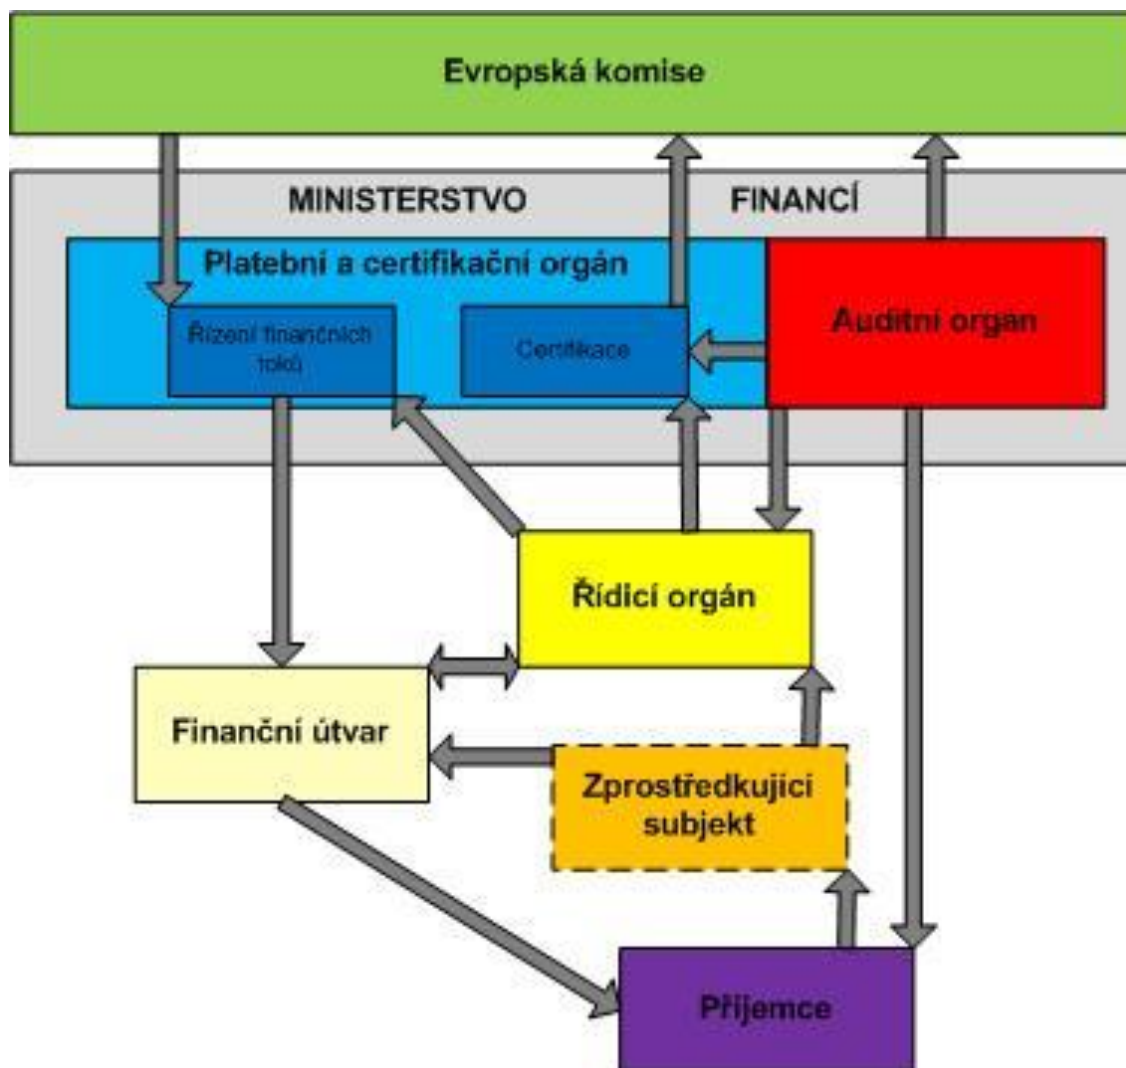 Evropská komise
MINISTERSTVO FINANCÍ
Platební a certifikační orgán
Řízení finančních
toků
Certifikace
Auditní orgán
Řídicí orgán
Finanční útvar
Zprostředkující
subjekt
Příjemce